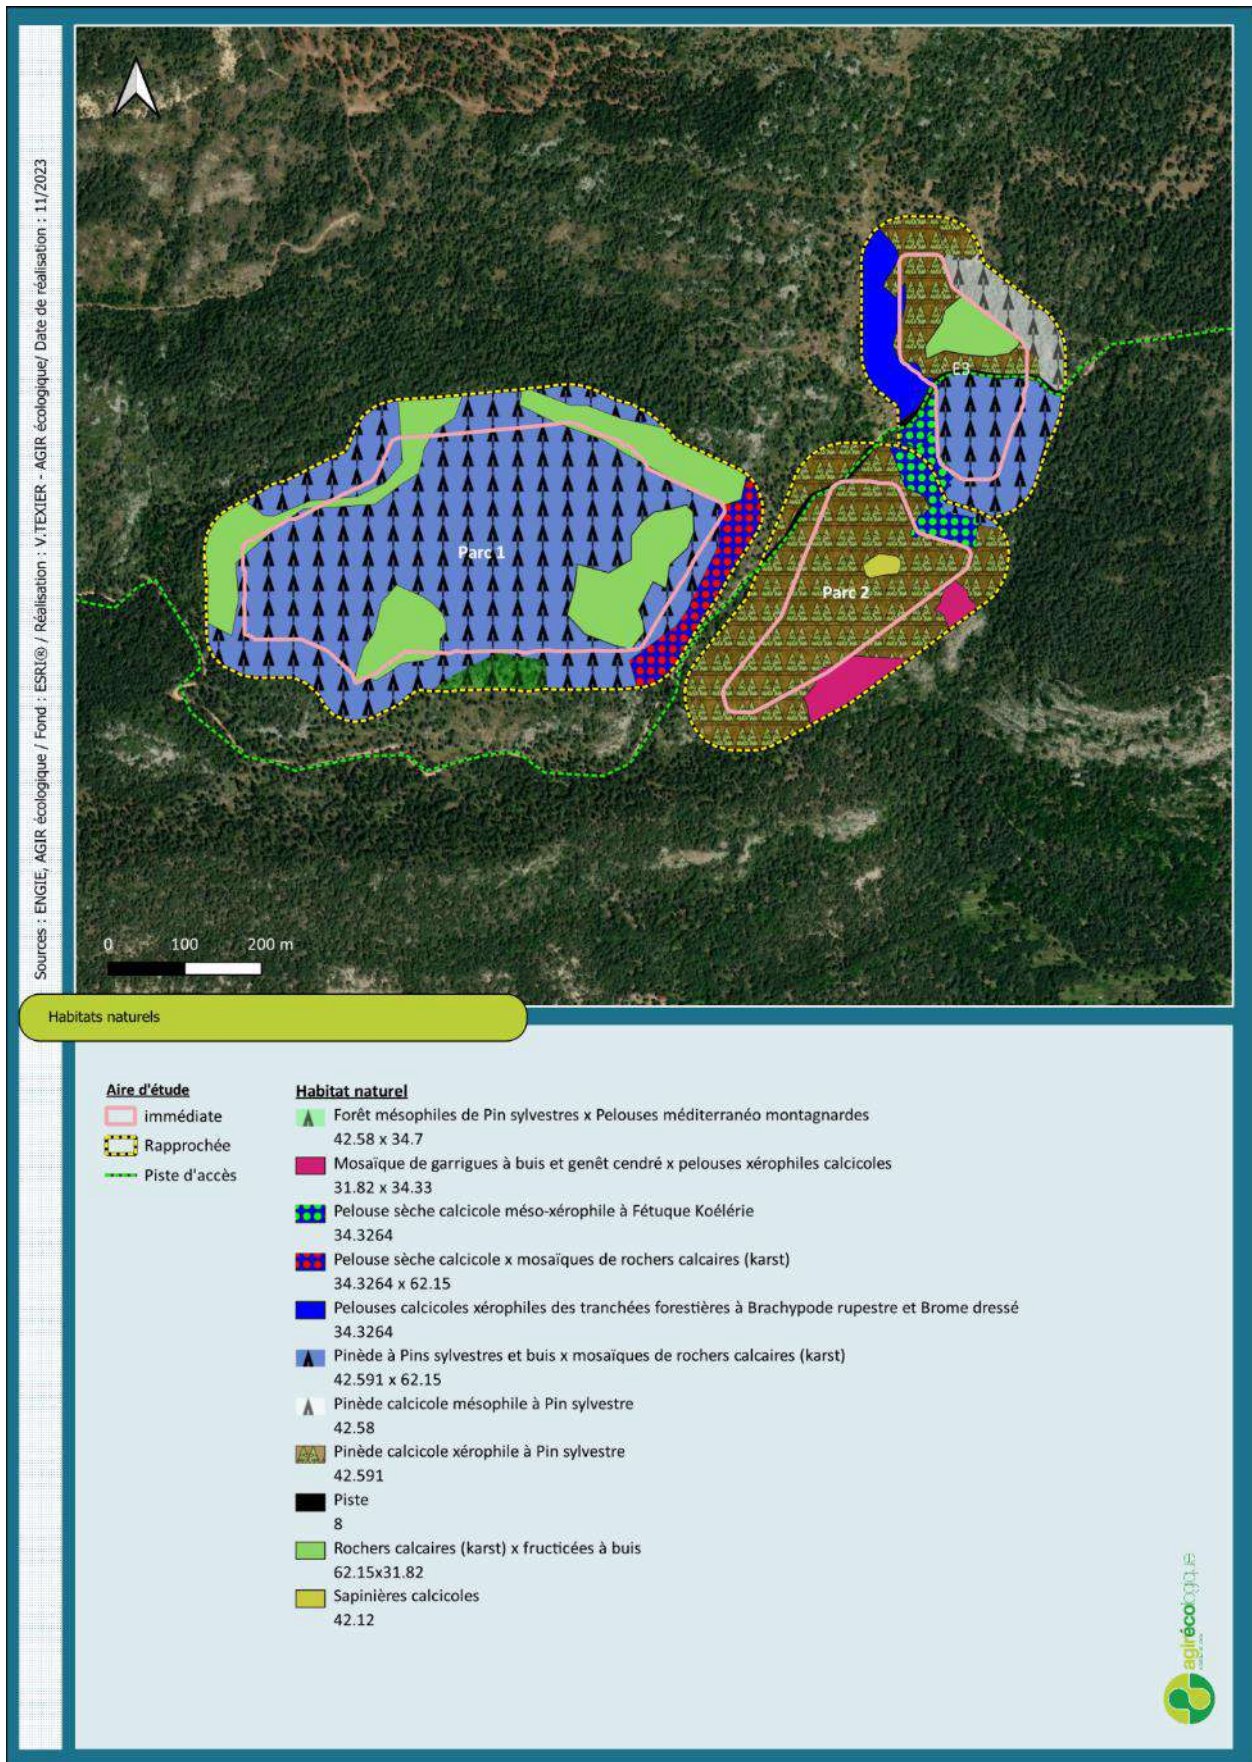 Sources : ENGIE, AGIR écologique / Fond : ESRI® / Réalisation : V.TEXIER - AGIR écologique/ Date de réalisation : 11/2023
E3
Parc 1
Parc 2
0 100 200 m
Habitats naturels
Aire d'étude
immédiate
Rapprochée
Piste d'accès
Habitat naturel
Forêt mésophiles de Pin sylvestres x Pelouses méditerranéo montagnardes
42.58 x 34.7
Mosaïque de garrigues à buis et genêt cendré x pelouses xérophiles calcicoles
31.82 x 34.33
Pelouse sèche calcicole méso-xérophile à Fétuque Koélérie
34.3264
Pelouse sèche calcicole x mosaïques de rochers calcaires (karst)
34.3264 x 62.15
Pelouses calcicoles xérophiles des tranchées forestières à Brachypode rupestre et Brome dressé
34.3264
Pinède à Pins sylvestres et buis x mosaïques de rochers calcaires (karst)
42.591 x 62.15
Pinède calcicole mésophile à Pin sylvestre
42.58
Pinède calcicole xérophile à Pin sylvestre
42.591
Piste
8
Rochers calcaires (karst) x fructicées à buis
62.15x31.82
Sapinières calcicoles
42.12
agirécologique